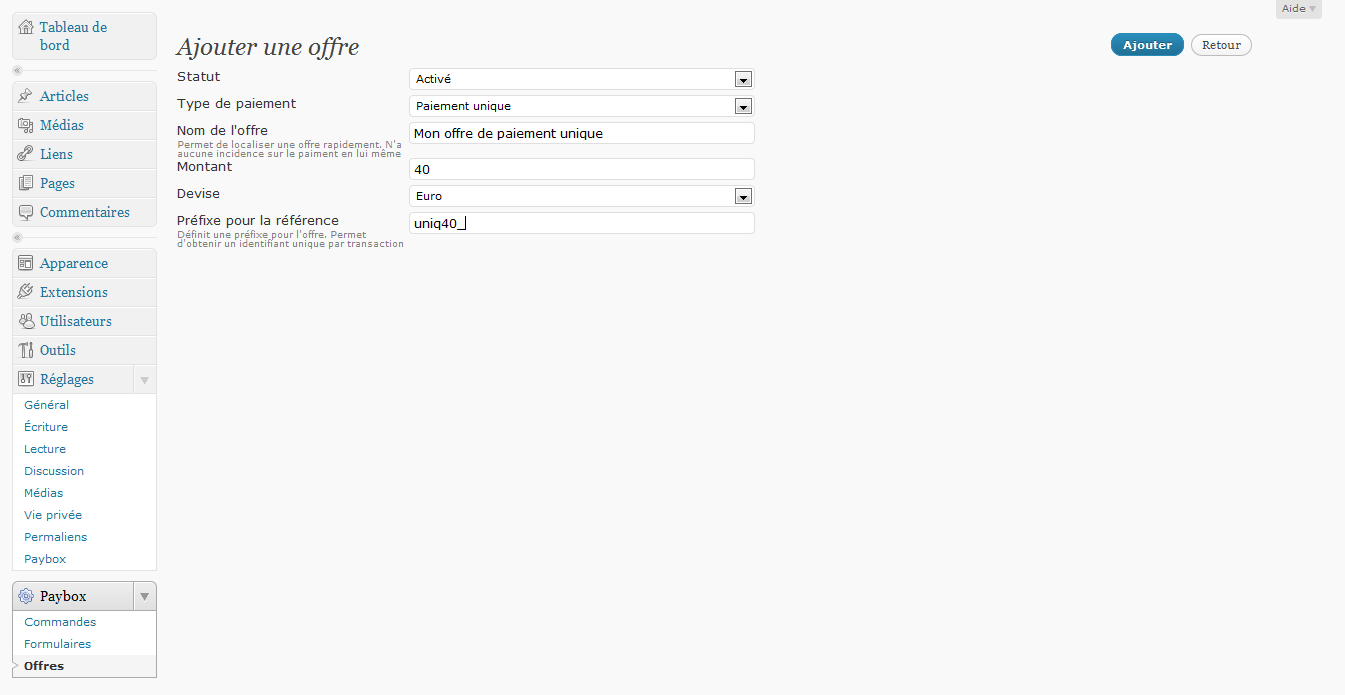 Aide
Tableau de
bord
Articles
Médias
Liens
Pages
Commentaires
Apparence
Extensions
Utilisateurs
Outils
Réglages
Général
Écriture
Lecture
Discussion
Médias
Vie privée
Permaliens
Paybox
Paybox
Commandes
Formulaires
Offres
Ajouter une offre
Ajouter
Retour
Statut
Activé
Type de paiement
Paiement unique
Nom de l'offre
Permet de localiser une offre rapidement. N'a
aucune incidence sur le paiment en lui même
Mon offre de paiement unique
Montant
40
Devise
Euro
Préfixe pour la référence
Définit une préfixe pour l'offre. Permet
d'obtenir un identifiant unique par transaction
uniq40_